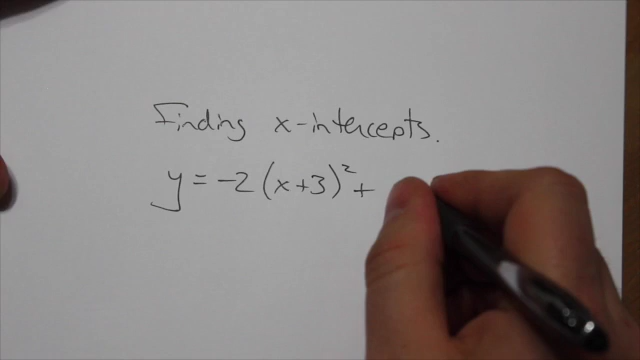 Finding x-intercepts.
y = -2(x+3)² +